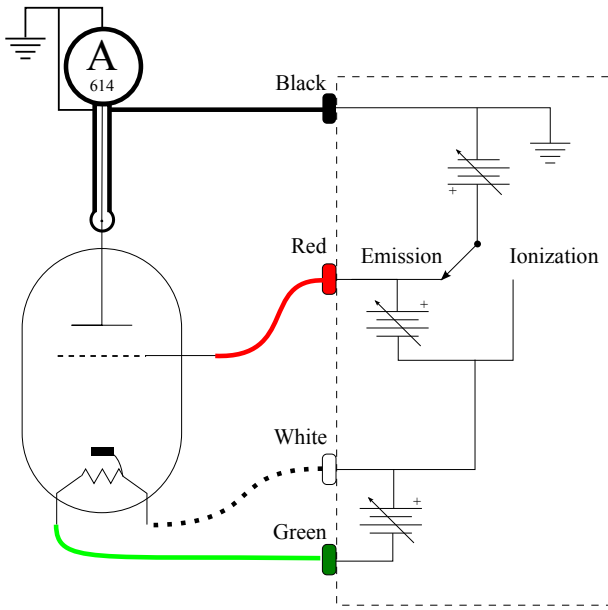 A
614
Black
Red
Emission
Ionization
+
+
White
+
Green